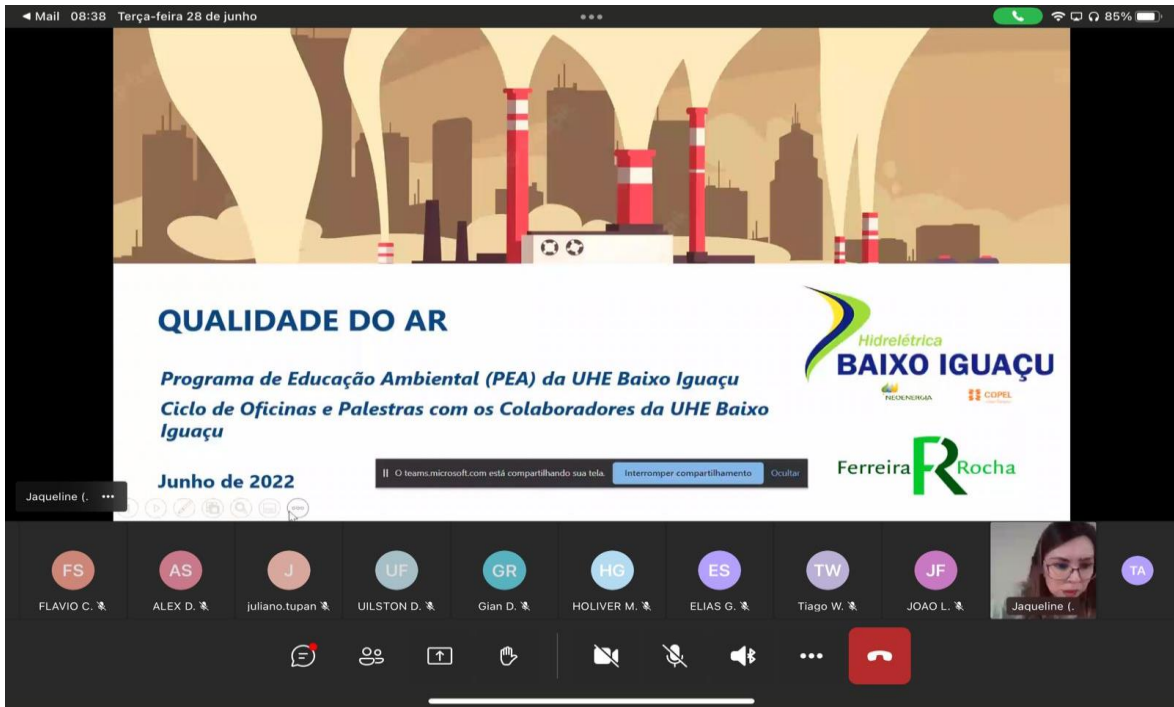 Mail 08:38 Terça-feira 28 de junho
85%
QUALIDADE DO AR
Programa de Educação Ambiental (PEA) da UHE Baixo Iguaçu
Ciclo de Oficinas e Palestras com os Colaboradores da UHE Baixo
Iguaçu
Junho de 2022
Hidrelétrica
BAIXO IGUAÇU
NEOENERGIA
COPEL
Ferreira FR Rocha
O teams.microsoft.com está compartilhando sua tela. Interromper compartilhamento Ocultar
Jaqueline (.
FS
AS
J
UF
GR
HG
ES
TW
JF
TA
FLAVIO C.
ALEX D.
juliano.tupan
UILSTON D.
Gian D.
HOLIVER M.
ELIAS G.
Tiago W.
JOAO L.
Jaqueline (.